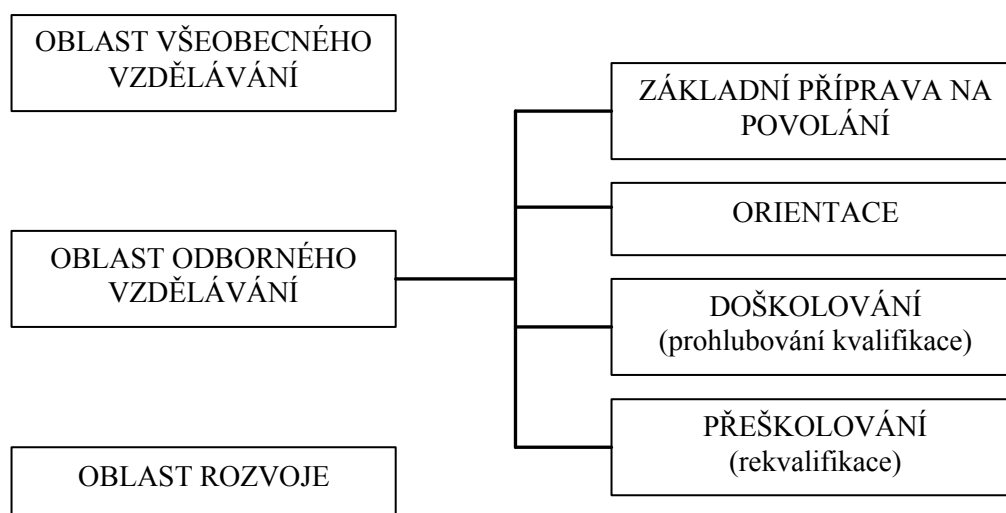 OBLAST VŠEOBECNÉHO
VZDĚLÁVÁNÍ
OBLAST ODBORNÉHO
VZDĚLÁVÁNÍ
OBLAST ROZVOJE
ZÁKLADNÍ PŘÍPRAVA NA
POVOLÁNÍ
ORIENTACE
DOŠKOLOVÁNÍ
(prohlubování kvalifikace)
PŘEŠKOLOVÁNÍ
(rekvalifikace)